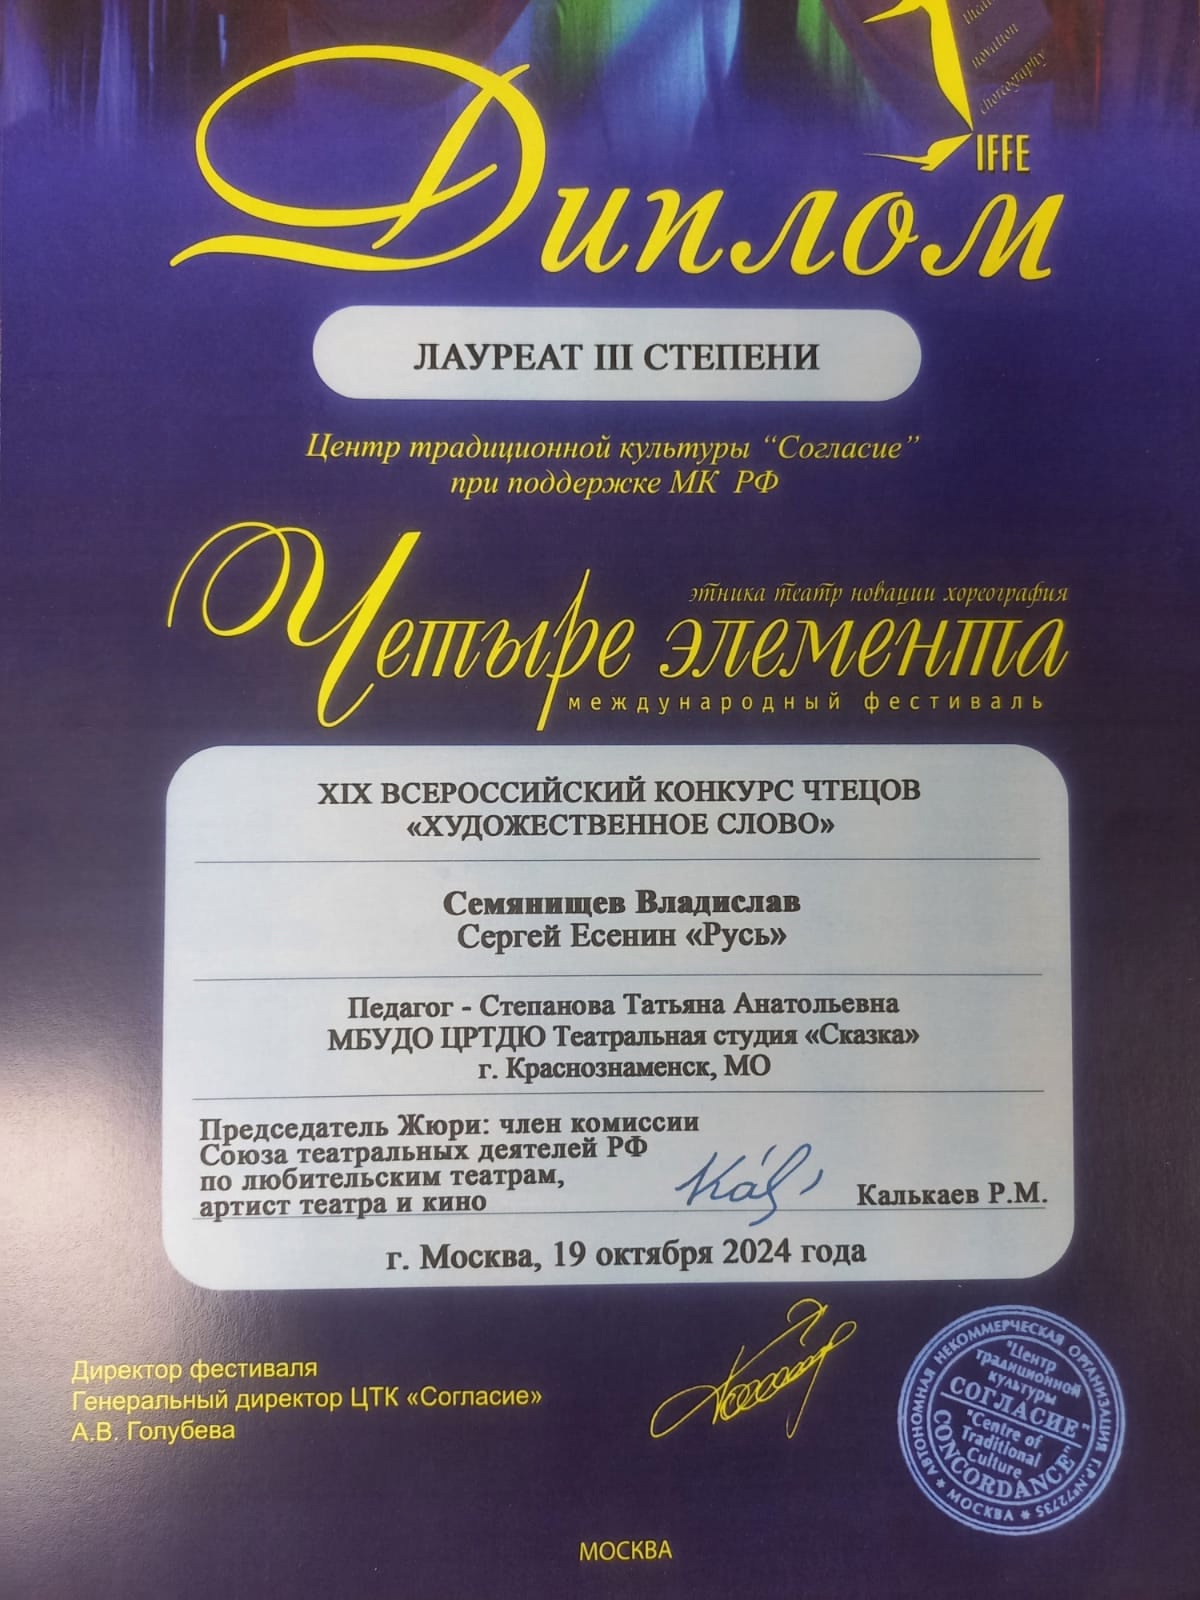 theatre
novation
choreography
IFFE
Диплом
ЛАУРЕАТ III СТЕПЕНИ
Центр традиционной культуры “Согласие”
при поддержке МК РФ
этника театр новации хореография
Четыре элемента
международный фестиваль
XIX ВСЕРОССИЙСКИЙ КОНКУРС ЧТЕЦОВ
«ХУДОЖЕСТВЕННОЕ СЛОВО»
Семянищев Владислав
Сергей Есенин «Русь»
Педагог - Степанова Татьяна Анатольевна
МБУДО ЦРТДЮ Театральная студия «Сказка»
г. Краснознаменск, МО
Председатель Жюри: член комиссии
Союза театральных деятелей РФ
по любительским театрам,
артист театра и кино
Калькаев Р.М.
г. Москва, 19 октября 2024 года
Директор фестиваля
Генеральный директор ЦТК «Согласие»
А.В. Голубева
АВТОНОМНАЯ НЕКОММЕРЧЕСКАЯ ОРГАНИЗАЦИЯ Г.Р.№72735
* МОСКВА *
"Центр
традиционной
культуры
СОГЛАСИЕ"
"Centre of
Traditional
Culture
CONCORDANCE"
МОСКВА